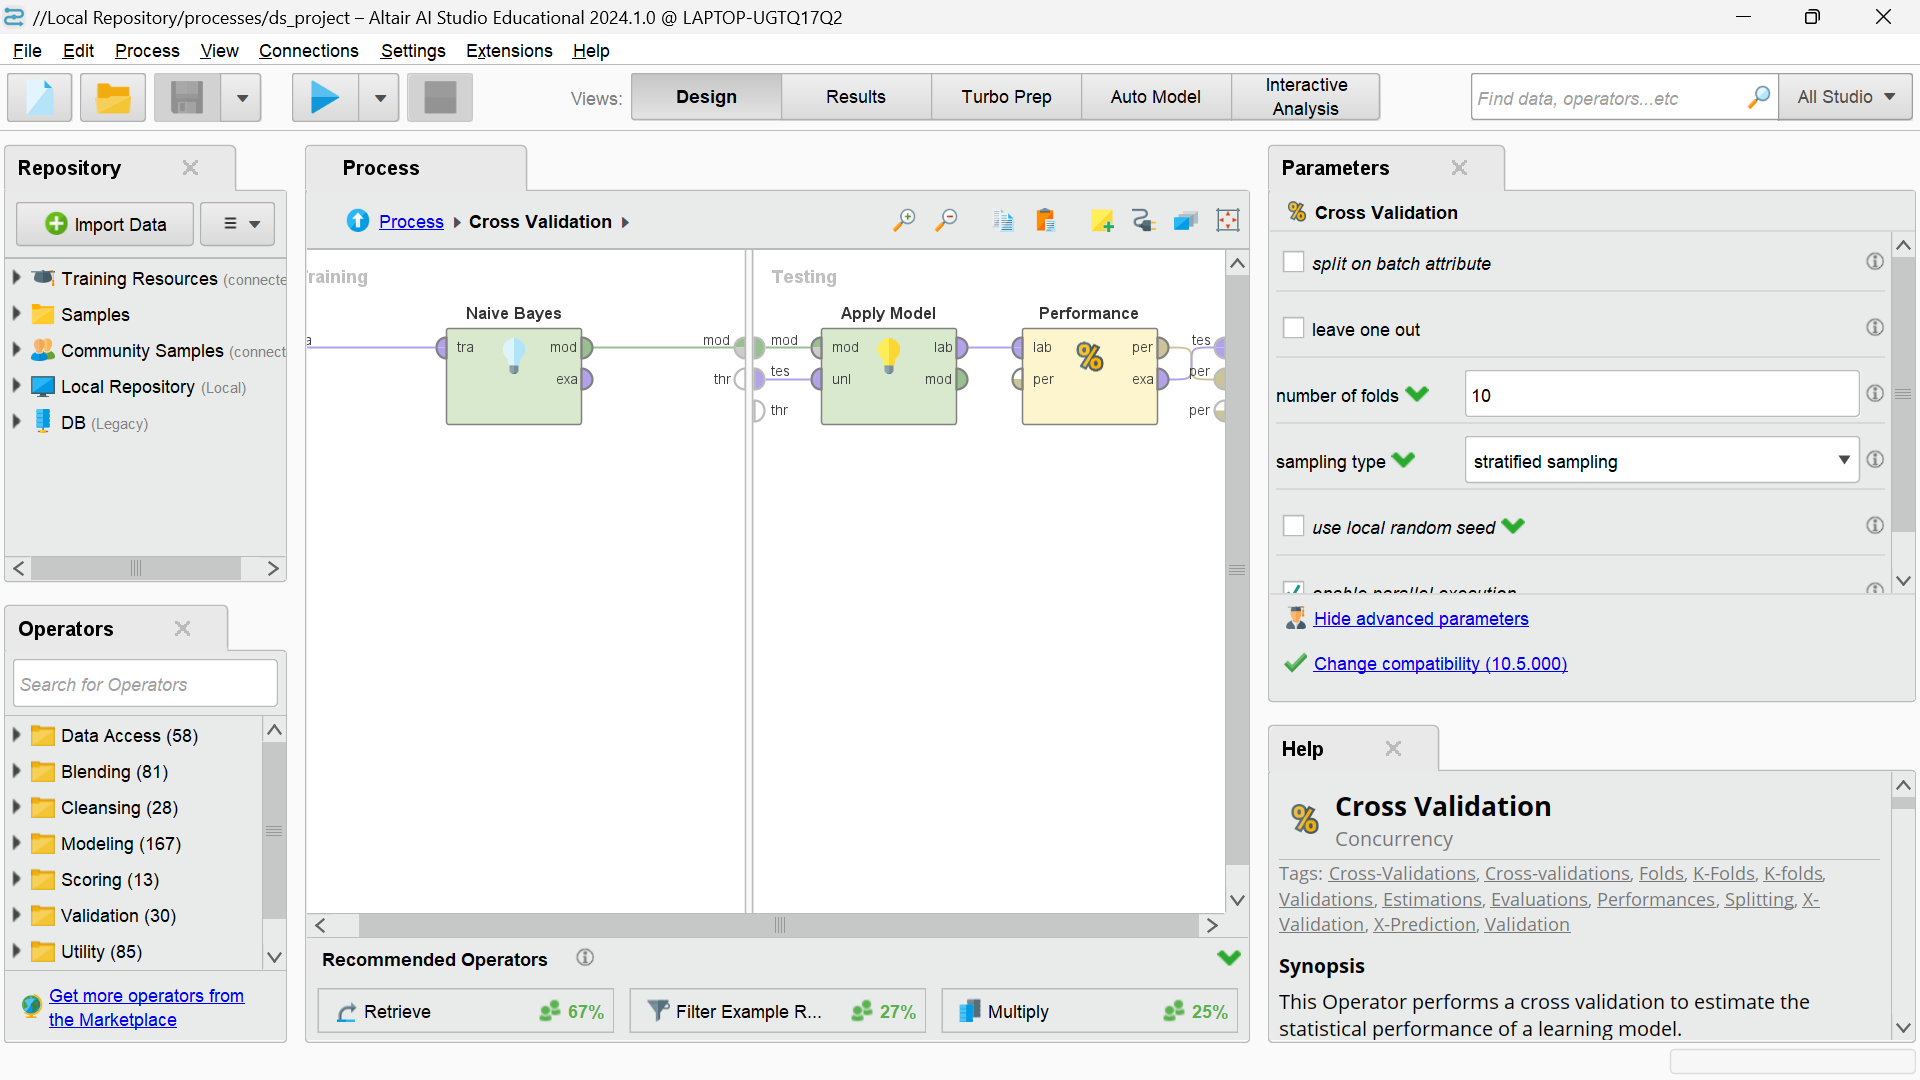 //Local Repository/processes/ds_project – Altair AI Studio Educational 2024.1.0 @ LAPTOP-UGTQ17Q2
File Edit Process View Connections Settings Extensions Help
Views: Design Results Turbo Prep Auto Model Interactive Analysis
Find data, operators...etc
All Studio
Repository
Import Data
Training Resources (connecte
Samples
Community Samples (connect
Local Repository (Local)
DB (Legacy)
Operators
Search for Operators
Data Access (58)
Blending (81)
Cleansing (28)
Modeling (167)
Scoring (13)
Validation (30)
Utility (85)
Get more operators from
the Marketplace
Process
Process Cross Validation
raining
Testing
Naive Bayes
tra mod
exa
mod
thr
mod
tes
thr
Apply Model
mod lab
unl mod
Performance
lab per
per exa
tes
per
per
Recommended Operators
Retrieve 67%
Filter Example R... 27%
Multiply 25%
Parameters
Cross Validation
split on batch attribute
leave one out
number of folds 10
sampling type stratified sampling
use local random seed
enable parallel execution
Hide advanced parameters
Change compatibility (10.5.000)
Help
Cross Validation
Concurrency
Tags: Cross-Validations, Cross-validations, Folds, K-Folds, K-folds,
Validations, Estimations, Evaluations, Performances, Splitting, X-
Validation, X-Prediction, Validation
Synopsis
This Operator performs a cross validation to estimate the
statistical performance of a learning model.